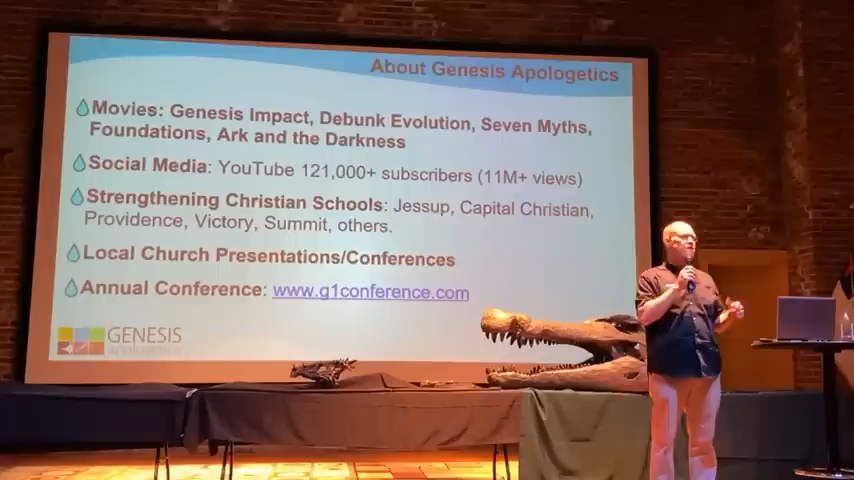 About Genesis Apologetics
Movies: Genesis Impact, Debunk Evolution, Seven Myths,
Foundations, Ark and the Darkness
Social Media: YouTube 121,000+ subscribers (11M+ views)
Strengthening Christian Schools: Jessup, Capital Christian,
Providence, Victory, Summit, others.
Local Church Presentations/Conferences
Annual Conference: www.g1conference.com
GENESIS